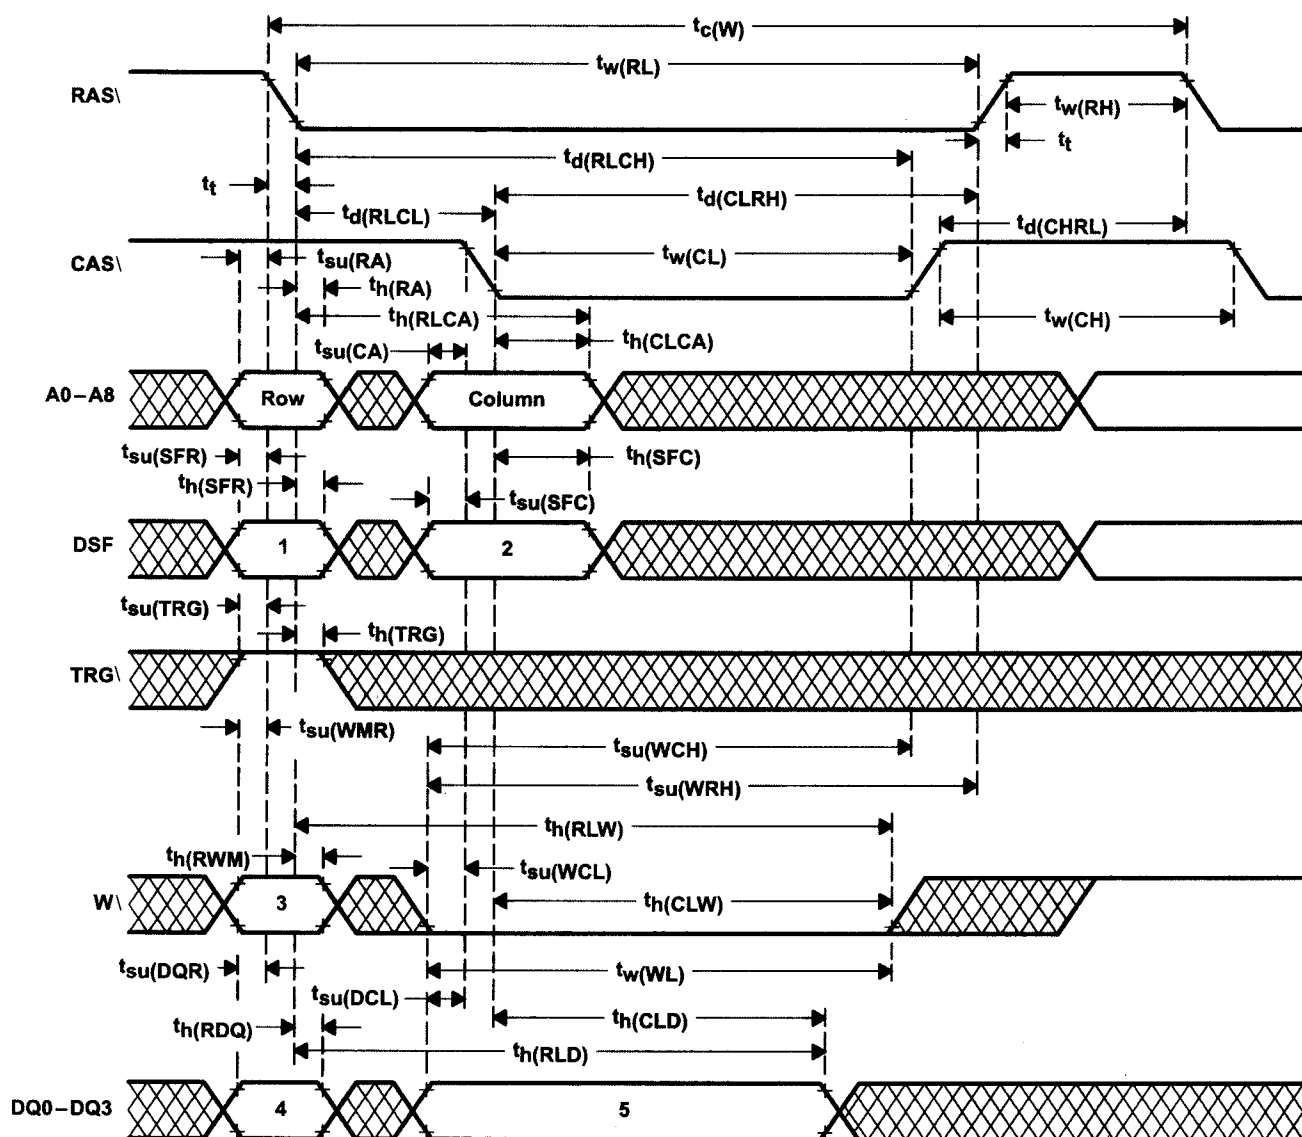 tc(W)
tw(RL)
RAS\
tw(RH)
tt
td(RLCH)
tt
td(CLRH)
td(RLCL)
td(CHRL)
CAS\
tsu(RA)
tw(CL)
th(RA)
th(RLCA)
tw(CH)
tsu(CA)
th(CLCA)
A0–A8
Row
Column
tsu(SFR)
th(SFC)
th(SFR)
tsu(SFC)
DSF
1
2
tsu(TRG)
th(TRG)
TRG\
tsu(WMR)
tsu(WCH)
tsu(WRH)
th(RLW)
th(RWM)
tsu(WCL)
W\
3
th(CLW)
tsu(DQR)
tw(WL)
tsu(DCL)
th(CLD)
th(RDQ)
th(RLD)
DQ0–DQ3
4
5